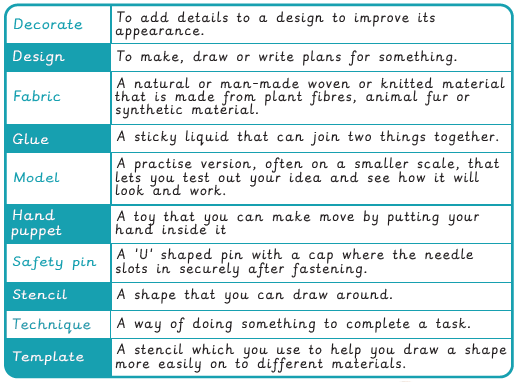 Decorate
To add details to a design to improve its
appearance.
Design
To make, draw or write plans for something.
Fabric
A natural or man-made woven or knitted material
that is made from plant fibres, animal fur or
synthetic material.
Glue
A sticky liquid that can join two things together.
Model
A practise version, often on a smaller scale, that
lets you test out your idea and see how it will
look and work.
Hand
puppet
A toy that you can make move by putting your
hand inside it
Safety pin
A 'U' shaped pin with a cap where the needle
slots in securely after fastening.
Stencil
A shape that you can draw around.
Technique
A way of doing something to complete a task.
Template
A stencil which you use to help you draw a shape
more easily on to different materials.